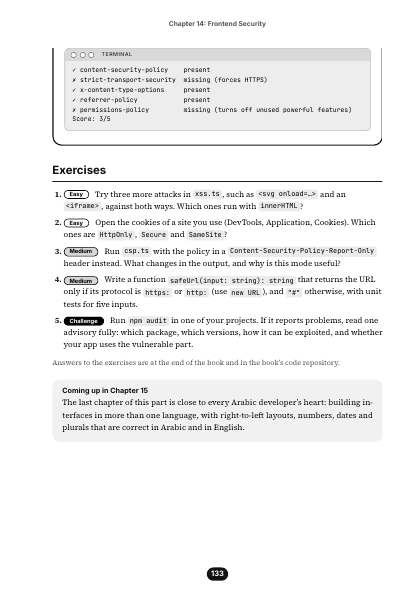 Chapter 14: Frontend Security
TERMINAL
✓ content-security-policy present
✗ strict-transport-security missing (forces HTTPS)
✓ x-content-type-options present
✓ referrer-policy present
✗ permissions-policy missing (turns off unused powerful features)
Score: 3/5
Exercises
1. Easy Try three more attacks in xss.ts, such as <svg onload=…> and an
<iframe>, against both ways. Which ones run with innerHTML?
2. Easy Open the cookies of a site you use (DevTools, Application, Cookies). Which
ones are HttpOnly, Secure and SameSite?
3. Medium Run csp.ts with the policy in a Content-Security-Policy-Report-Only
header instead. What changes in the output, and why is this mode useful?
4. Medium Write a function safeUrl(input: string): string that returns the URL
only if its protocol is https: or http: (use new URL), and "#" otherwise, with unit
tests for five inputs.
5. Challenge Run npm audit in one of your projects. If it reports problems, read one
advisory fully: which package, which versions, how it can be exploited, and whether
your app uses the vulnerable part.
Answers to the exercises are at the end of the book and in the book's code repository.
Coming up in Chapter 15
The last chapter of this part is close to every Arabic developer's heart: building in-
terfaces in more than one language, with right-to-left layouts, numbers, dates and
plurals that are correct in Arabic and in English.
133